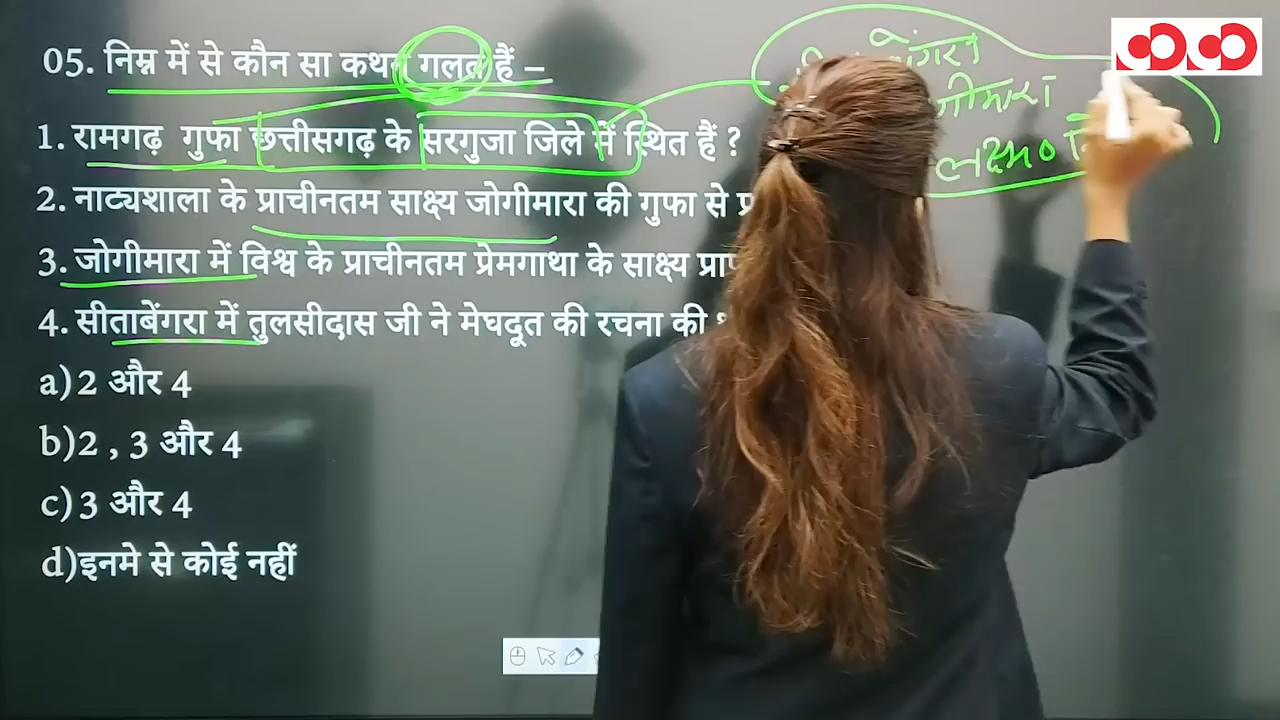 05. निम्न में से कौन सा कथन गलत हैं –
1. रामगढ़ गुफा छत्तीसगढ़ के सरगुजा जिले में स्थित हैं ?
2. नाट्यशाला के प्राचीनतम साक्ष्य जोगीमारा की गुफा से
3. जोगीमारा में विश्व के प्राचीनतम प्रेमगाथा के साक्ष्य
4. सीताबेंगरा में तुलसीदास जी ने मेघदूत की रचना की
a)2 और 4
b)2 , 3 और 4
c)3 और 4
d)इनमे से कोई नहीं